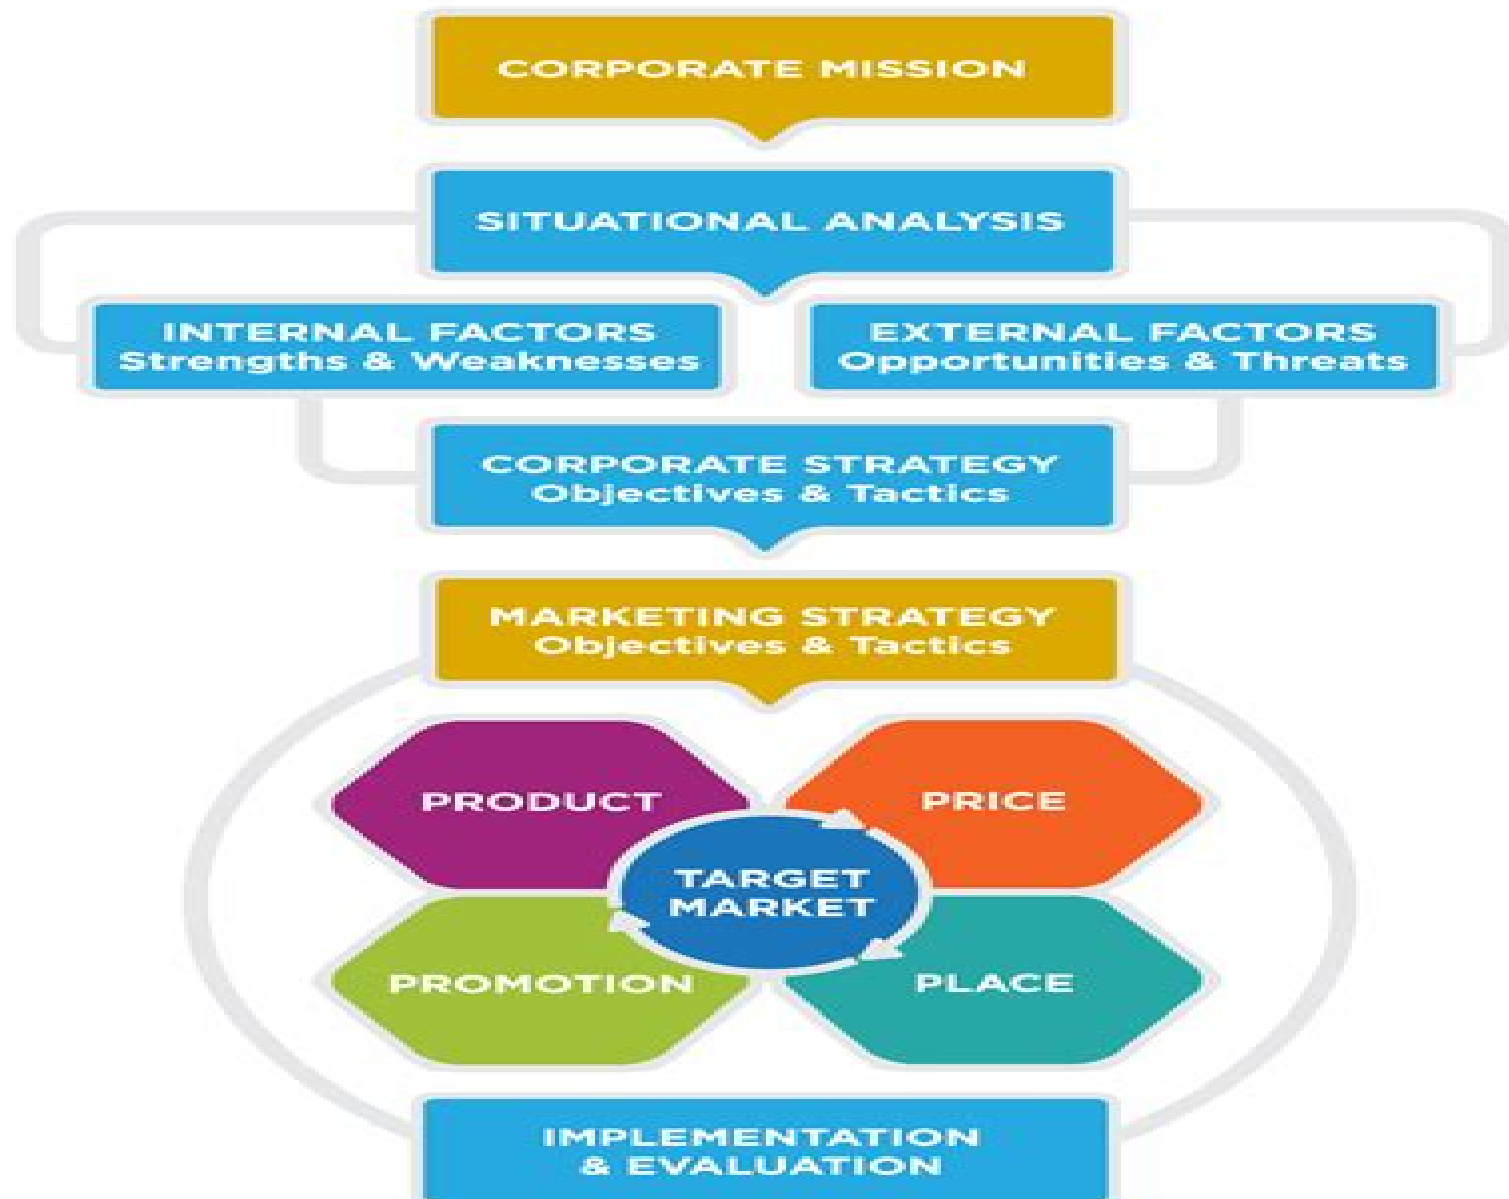 CORPORATE MISSION
SITUATIONAL ANALYSIS
INTERNAL FACTORS
Strengths & Weaknesses
EXTERNAL FACTORS
Opportunities & Threats
CORPORATE STRATEGY
Objectives & Tactics
MARKETING STRATEGY
Objectives & Tactics
PRODUCT
PRICE
TARGET
MARKET
PROMOTION
PLACE
IMPLEMENTATION
& EVALUATION